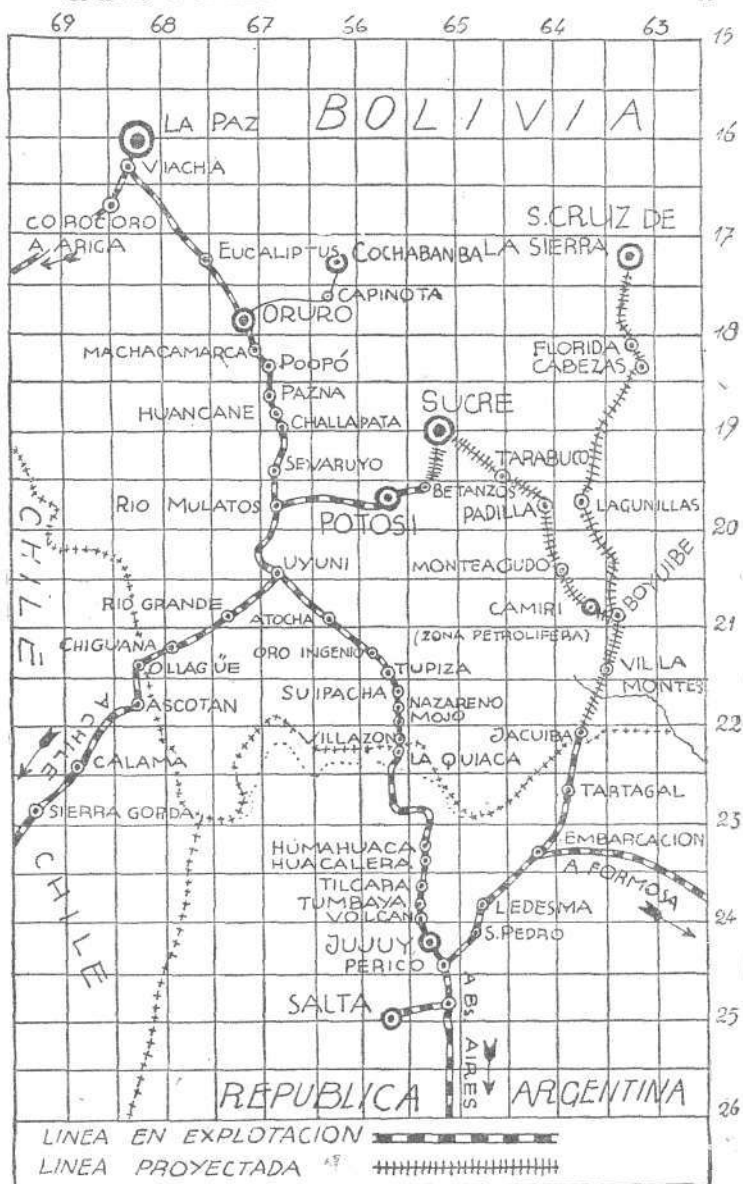 69 68 67 56 65 64 63
15
BOLIVIA
LA PAZ
16
VIACHA
COROCORO
A ARICA
S. CRUZ DE
LA SIERRA
17
EUCALIPTUS
COCHABANBA
CAPINOTA
ORURO
18
MACHACAMARCA
POOPÓ
FLORIDA
CABEZAS
PAZNA
HUANCANE
CHALLAPATA
SUCRE
19
SEVARUYO
TARABUCO
RIO MULATOS
BETANZOS
POTOSI
PADILLA
LAGUNILLAS
20
CHILE
UYUNI
MONTEAGUDO
BOYUIBE
RIO GRANDE
ATOCHA
CAMIRI
(ZONA PETROLIFERA)
21
CHIGUANA
ORO INGENIO
OLLAGÜE
TUPIZA
VILLA
MONTES
SUIPACHA
NAZARENO
MOJO
ASCOTAN
A CHILE
22
VILLAZON
JACUIBA
LA QUIACA
CALAMA
TARTAGAL
SIERRA GORDA
23
HUMAHUACA
HUACALERA
EMBARCACION
A FORMOSA
CHILE
TILCARA
TUMBAYA
VOLCAN
LEDESMA
24
S. PEDRO
JUJUY
PERICO
SALTA
A Bs. AIRES
25
REPUBLICA ARGENTINA
26
LINEA EN EXPLOTACION
LINEA PROYECTADA